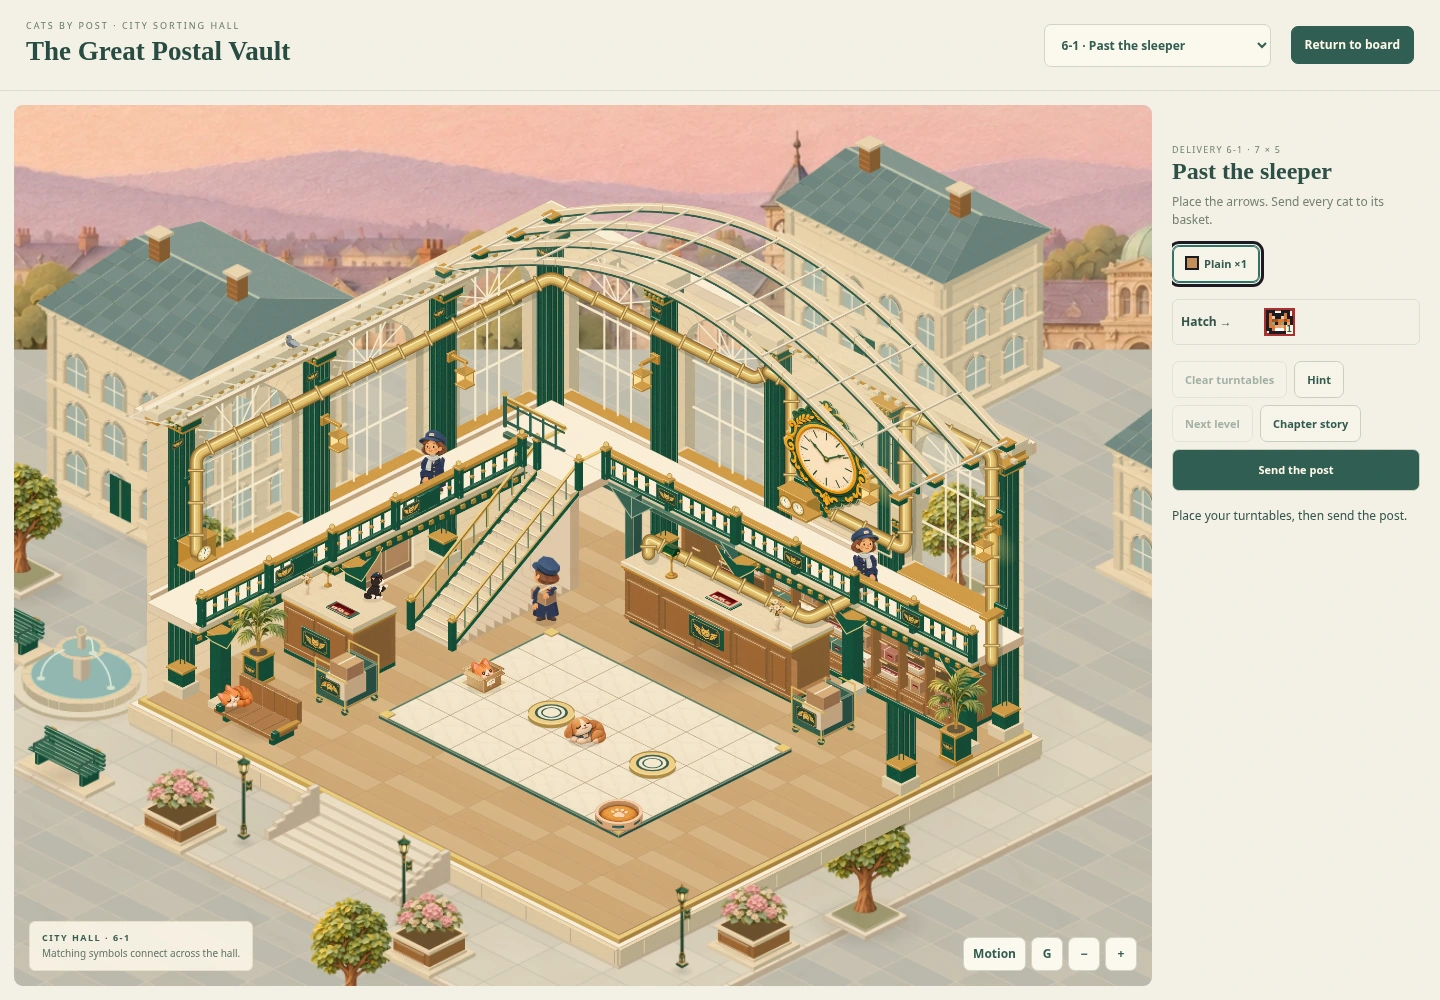 CATS BY POST · CITY SORTING HALL
The Great Postal Vault
6-1 · Past the sleeper
Return to board
DELIVERY 6-1 · 7 × 5
Past the sleeper
Place the arrows. Send every cat to its
basket.
Plain ×1
Hatch →
1
Clear turntables
Hint
Next level
Chapter story
Send the post
Place your turntables, then send the post.
CITY HALL · 6-1
Matching symbols connect across the hall.
Motion
G
−
+